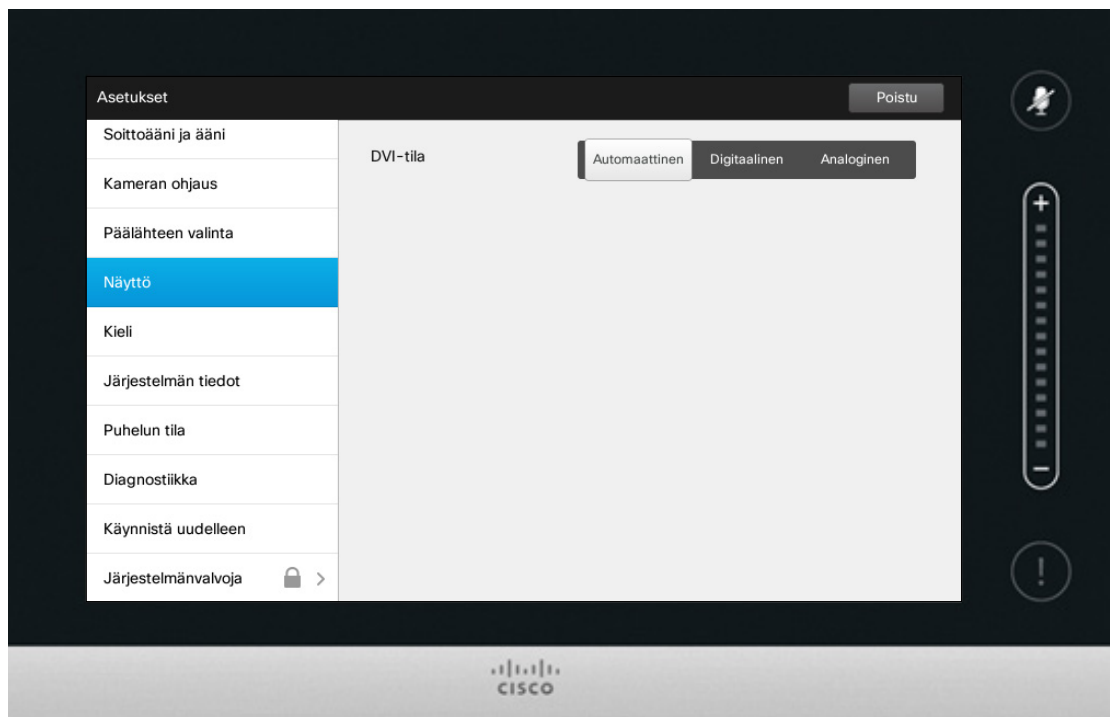 Asetukset
Poistu
Soittoääni ja ääni
Kameran ohjaus
Päälähteen valinta
Näyttö
Kieli
Järjestelmän tiedot
Puhelun tila
Diagnostiikka
Käynnistä uudelleen
Järjestelmänvalvoja
DVI-tila
Automaattinen
Digitaalinen
Analoginen
+
–
!
CISCO